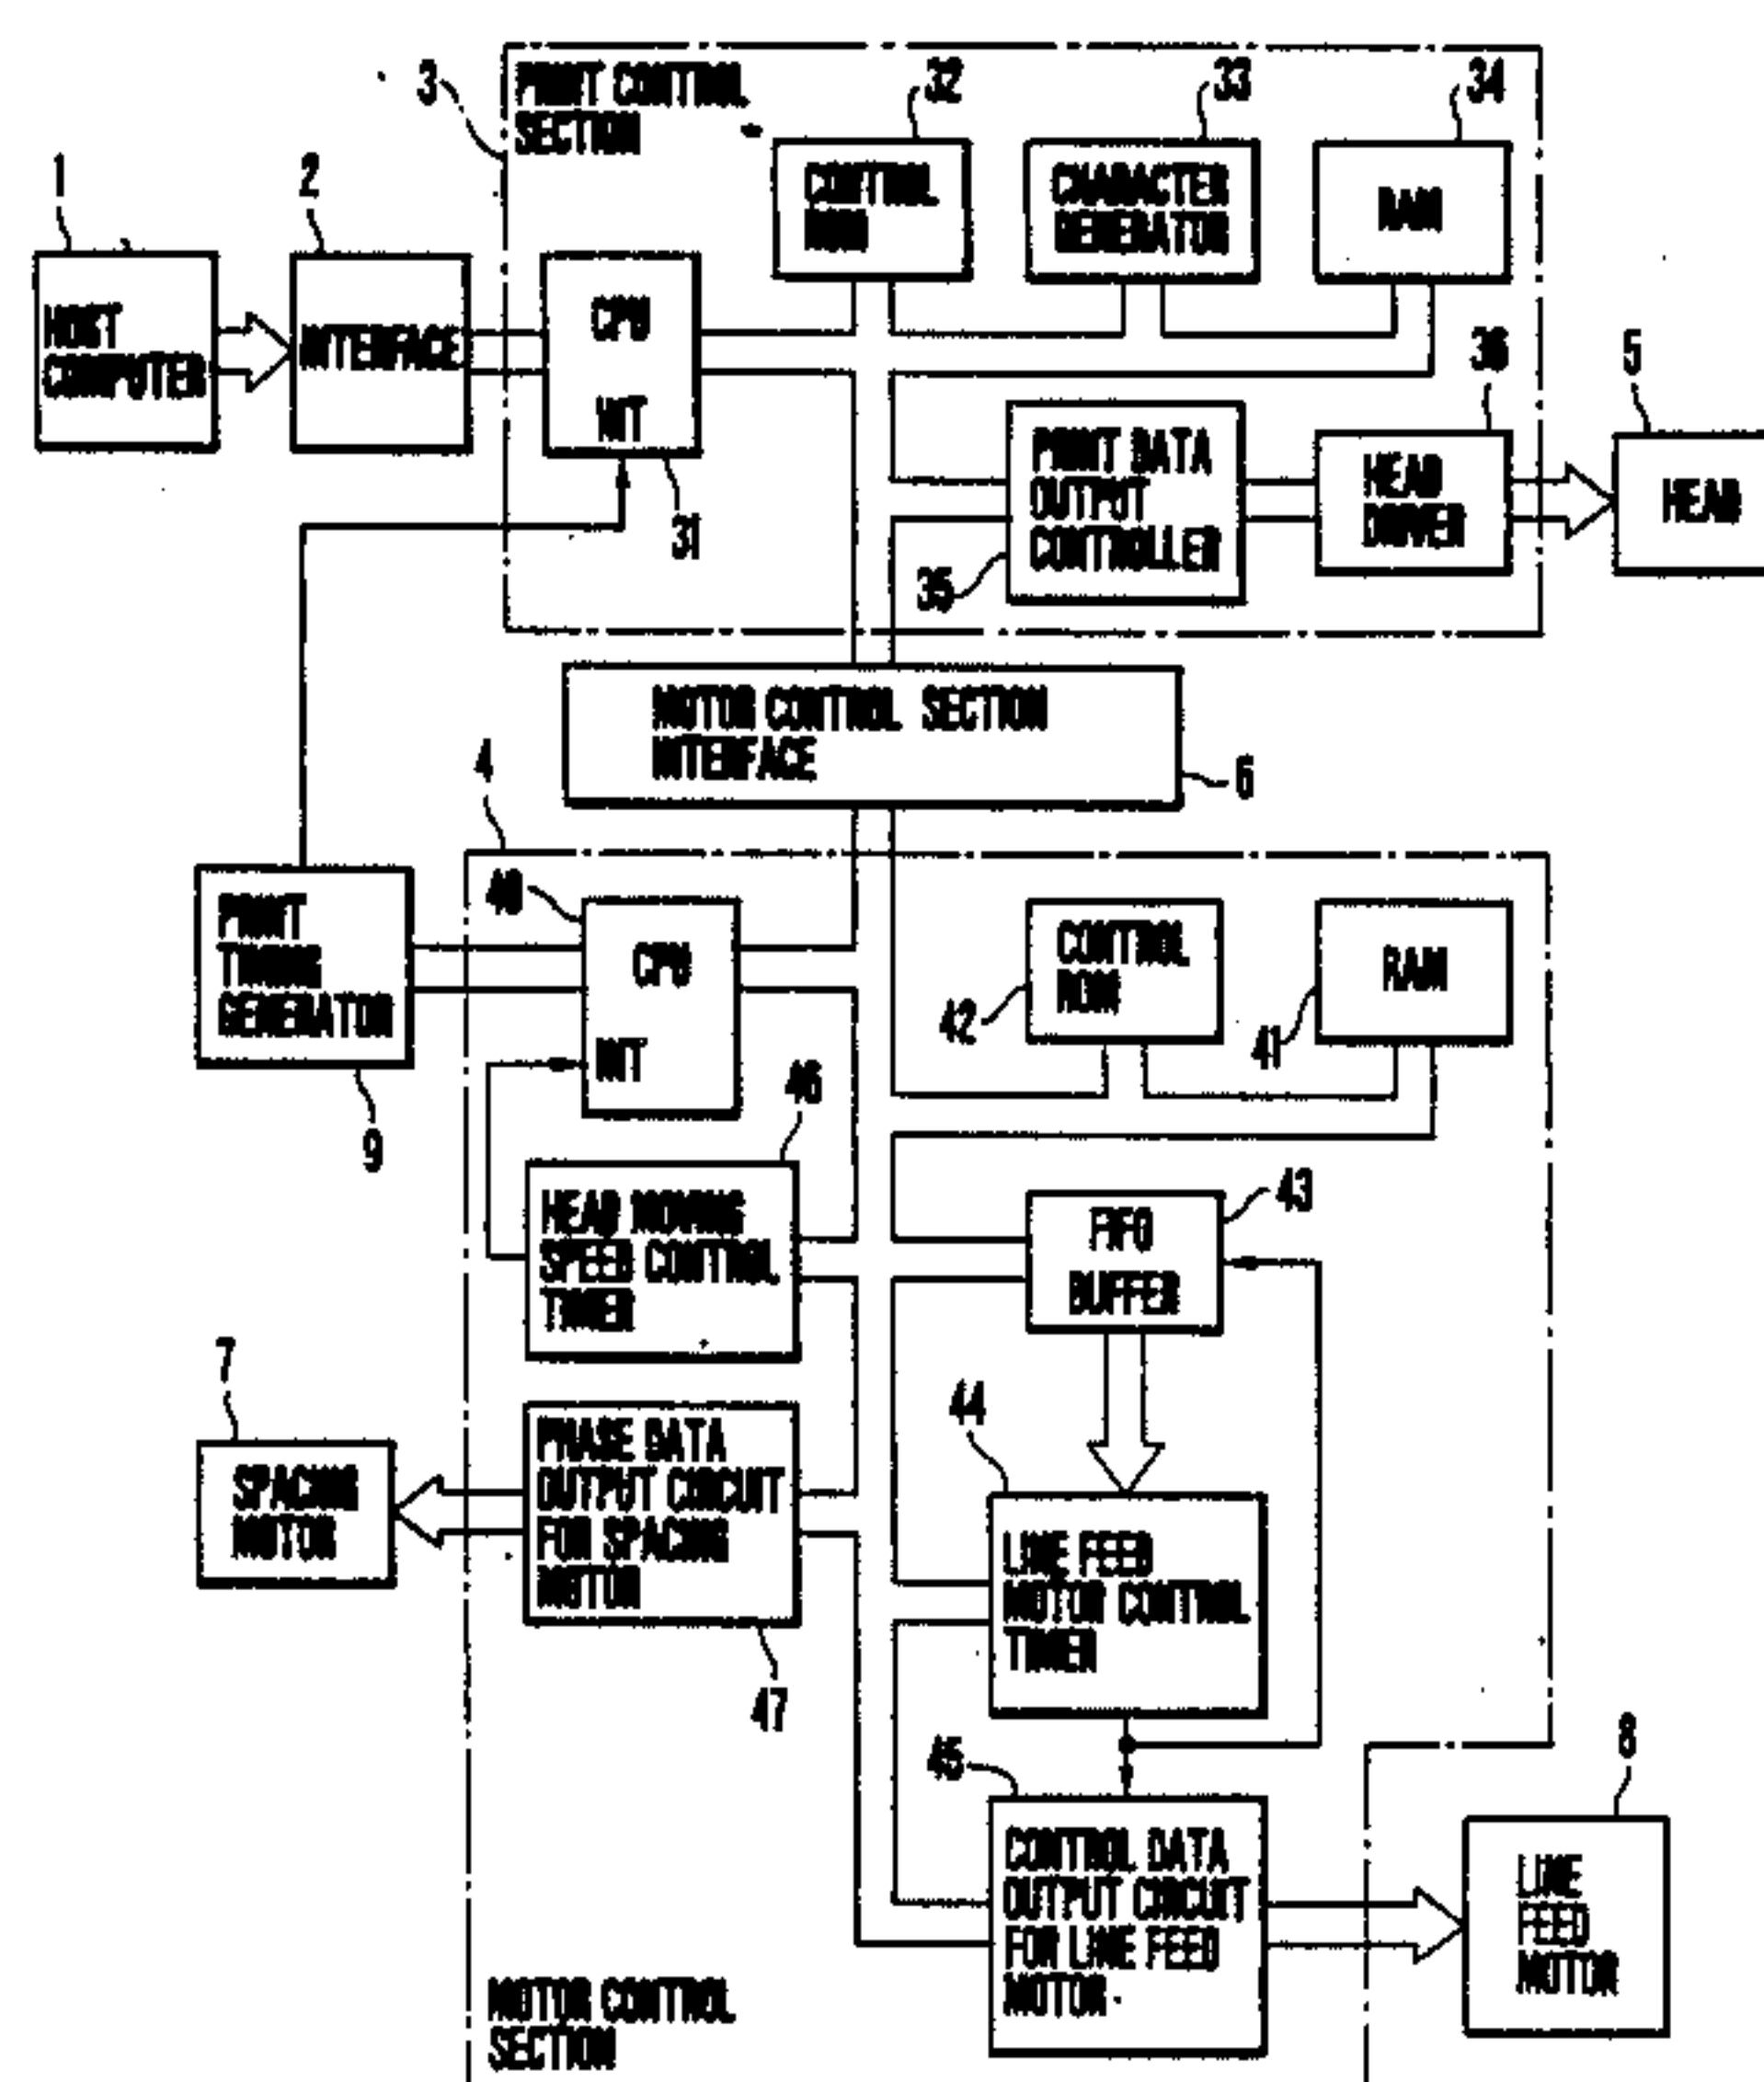 3
PRINT CONTROL
SECTION
32
33
34
1
2
CONTROL
ROM
CHARACTER
GENERATOR
RAM
HOST
COMPUTER
INTERFACE
CPU
INT
31
36
5
PRINT DATA
OUTPUT
CONTROLLER
35
HEAD
DRIVER
HEAD
MOTOR CONTROL SECTION
INTERFACE
6
4
PRINT
TIMING
GENERATOR
9
40
CPU
INT
CONTROL
ROM
42
RAM
41
46
HEAD MOVING
SPEED CONTROL
TIMER
FIFO
BUFFER
43
7
SPACING
MOTOR
PHASE DATA
OUTPUT CIRCUIT
FOR SPACING
MOTOR
47
44
LINE FEED
MOTOR CONTROL
TIMER
45
CONTROL DATA
OUTPUT CIRCUIT
FOR LINE FEED
MOTOR
8
LINE
FEED
MOTOR
MOTOR CONTROL
SECTION